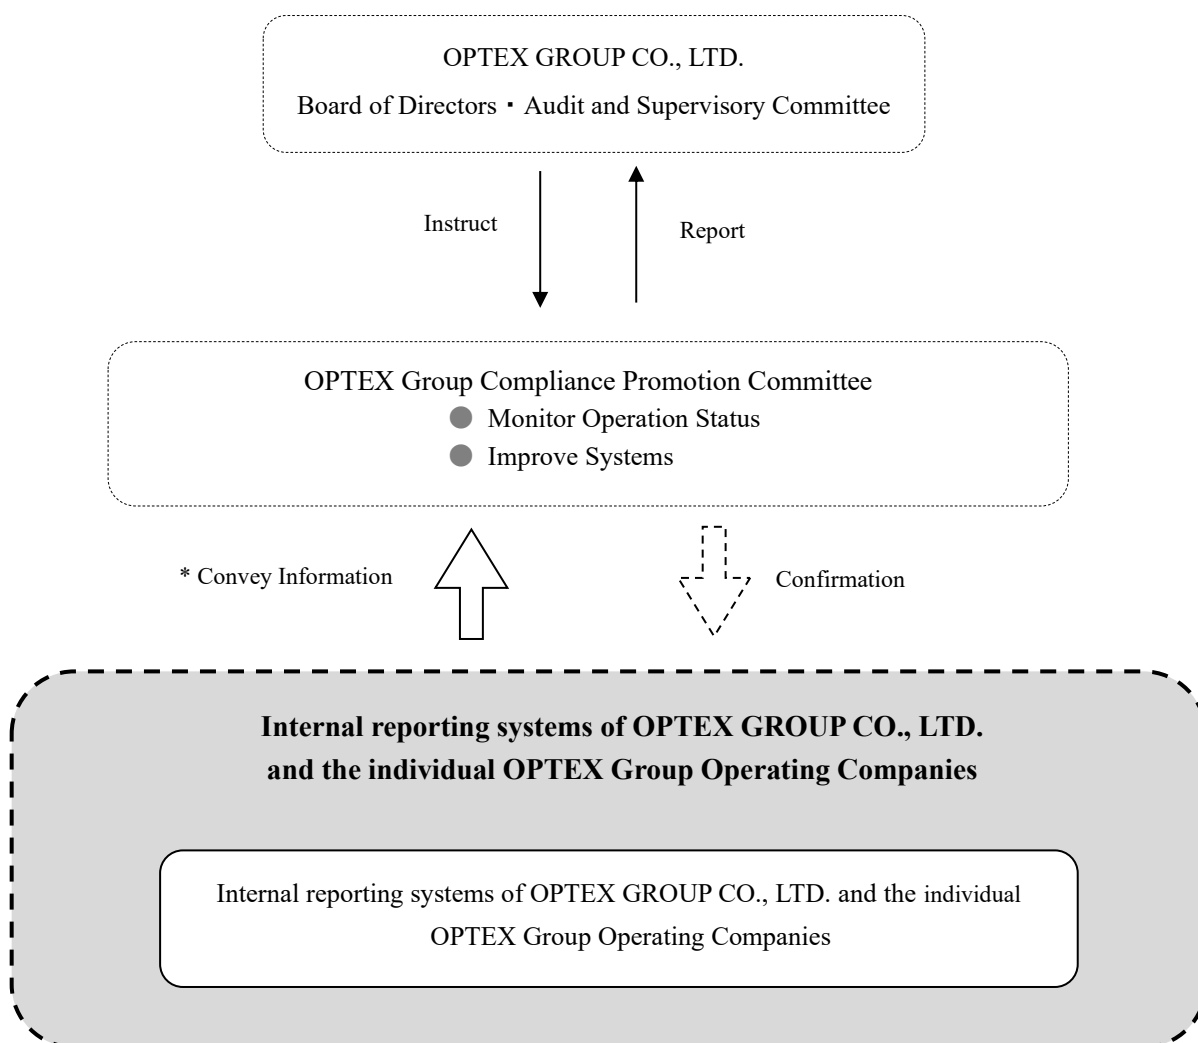 OPTEX GROUP CO., LTD.
Board of Directors・Audit and Supervisory Committee
Instruct
Report
OPTEX Group Compliance Promotion Committee
● Monitor Operation Status
● Improve Systems
* Convey Information
Confirmation
Internal reporting systems of OPTEX GROUP CO., LTD.
and the individual OPTEX Group Operating Companies
Internal reporting systems of OPTEX GROUP CO., LTD. and the individual
OPTEX Group Operating Companies